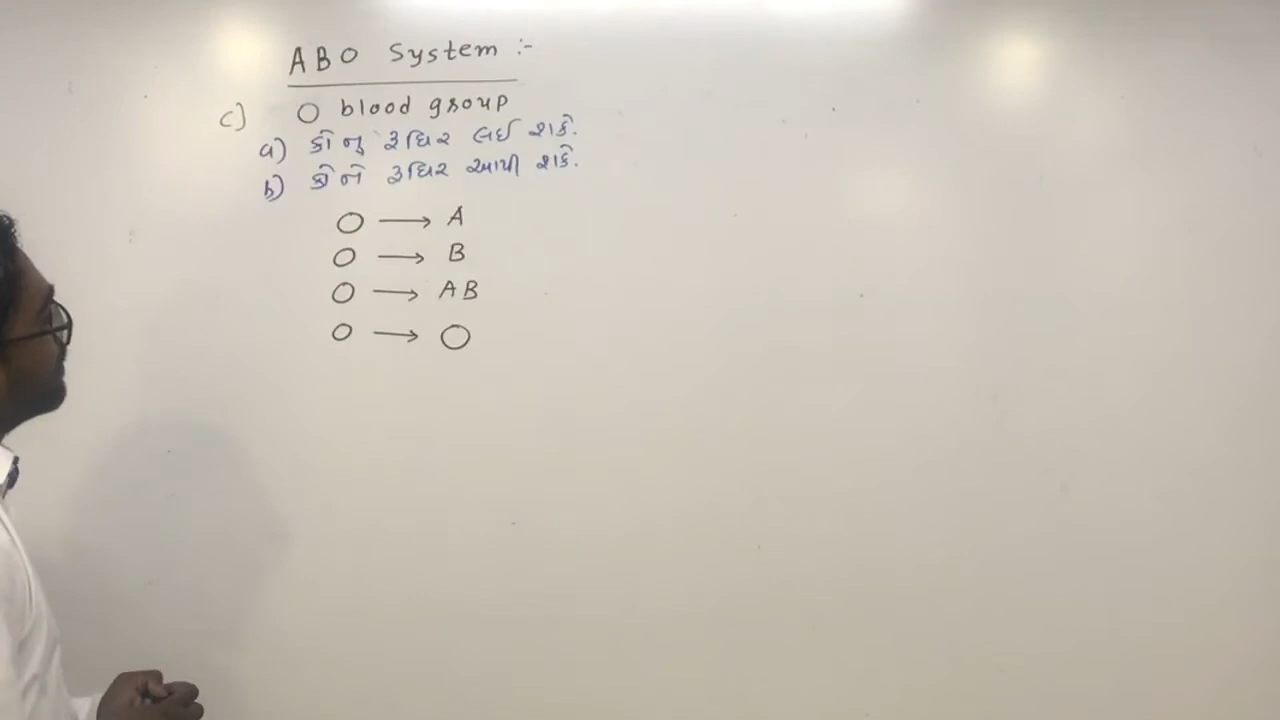 ABO System :-
c] O blood group
a) કોનુ રૂધિર લઈ શકે.
b) કોને રૂધિર આપી શકે.
O → A
O → B
O → AB
O → O